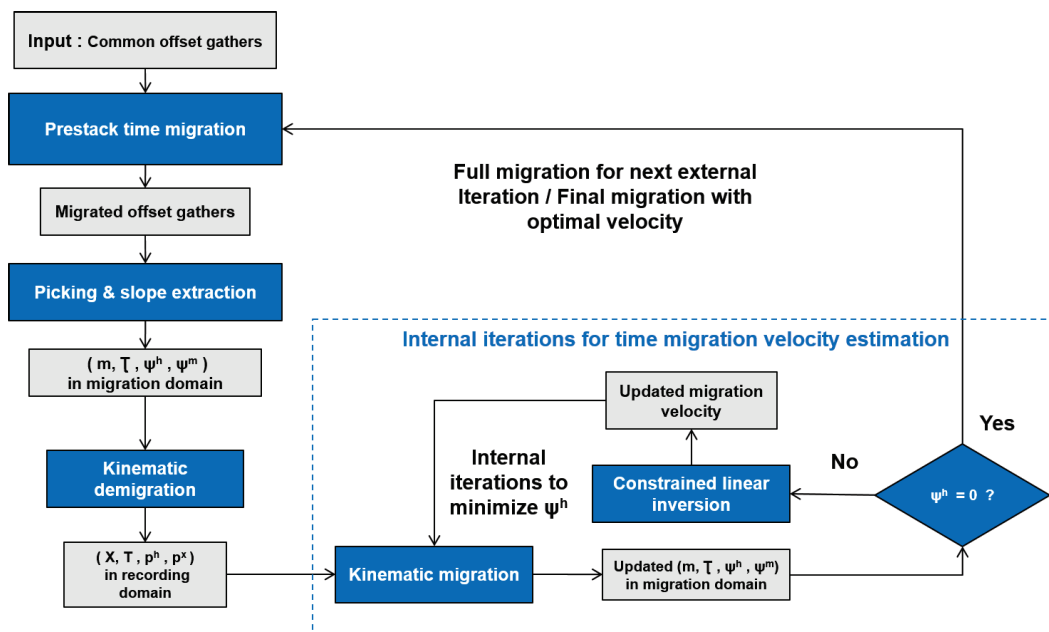 Input : Common offset gathers
Prestack time migration
Full migration for next external
Iteration / Final migration with
optimal velocity
Migrated offset gathers
Picking & slope extraction
Internal iterations for time migration velocity estimation
( m, Ʈ , ψʰ , ψᵐ )
in migration domain
Updated migration
velocity
Yes
No
Internal
iterations to
minimize ψʰ
Kinematic
demigration
Constrained linear
inversion
ψʰ = 0 ?
( X, T , pʰ , pˣ )
in recording
domain
Kinematic migration
Updated (m, Ʈ , ψʰ , ψᵐ)
in migration domain